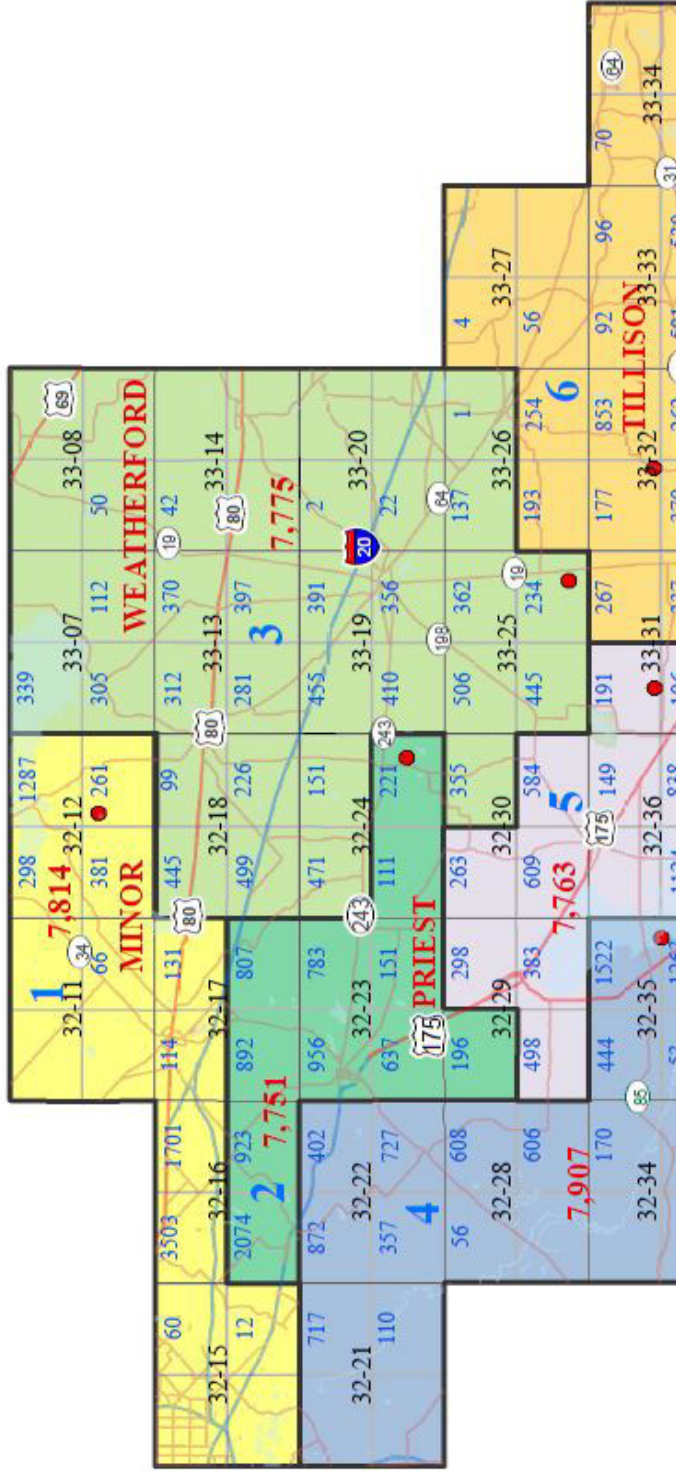 298 1287 339
1 7,814 69
32-11 34 32-12 33-07 33-08
66 381 261 305 112 50
MINOR WEATHERFORD
60 3503 1701 114 131 445 99 312 370 19 42
80 80
32-15 32-16 32-17 32-18 33-13 33-14
80
12 2074 923 892 807 499 226 281 397
2 7,751 3 7,775
717 872 402 956 783 471 151 455 391 2
32-21 32-22 32-23 243 32-24 33-19 20 33-20
110 357 727 637 151 111 221 243 410 356 22
4 175 PRIEST 198 64
56 608 196 298 263 355 506 362 137 1 4
32-28 32-29 32-30 33-25 19 33-26 33-27
606 498 383 609 584 445 234 193 254 56
7,907 7,763 5 6
170 444 1522 175 149 191 267 177 853 92 96 70 64
85 TILLISON
32-34 32-35 32-36 33-31 33-32 33-33 33-34
31